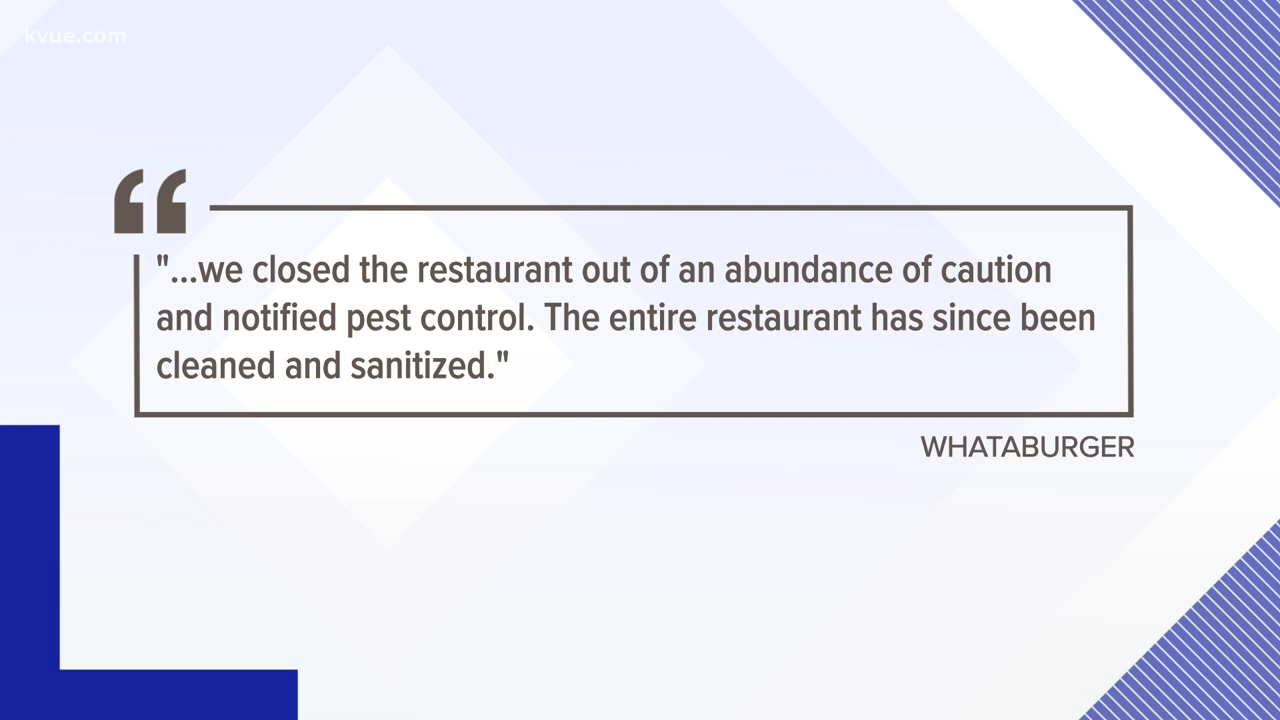 kvue.com
"...we closed the restaurant out of an abundance of caution
and notified pest control. The entire restaurant has since been
cleaned and sanitized."
WHATABURGER